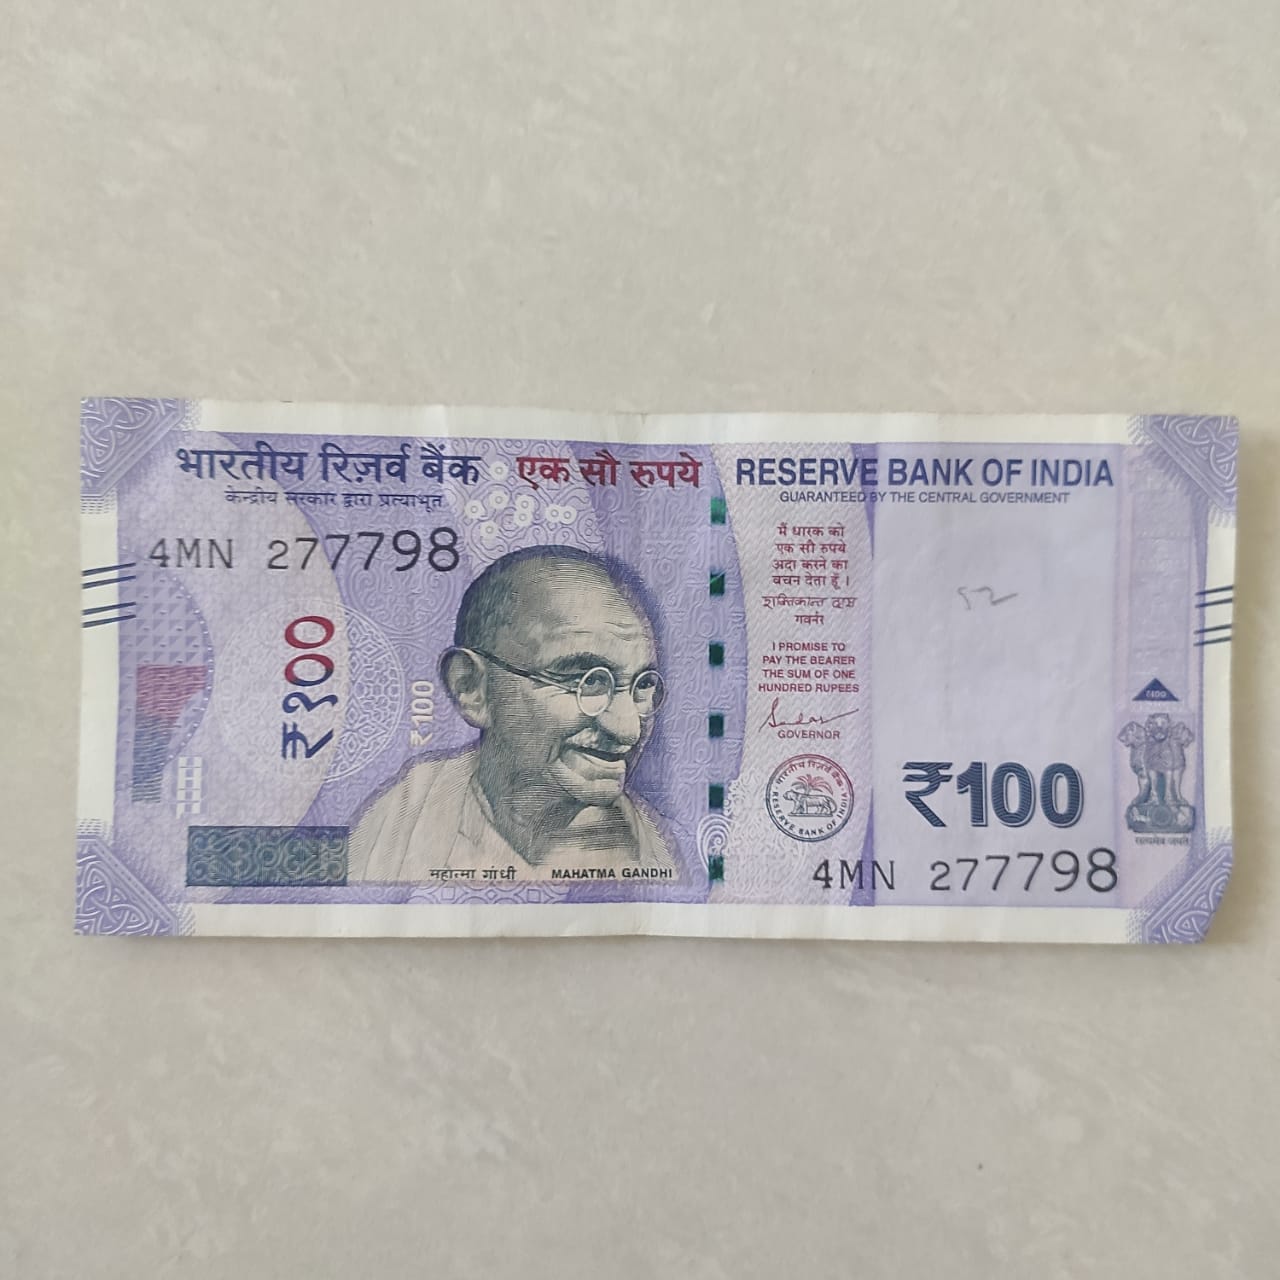 भारतीय रिज़र्व बैंक एक सौ रुपये RESERVE BANK OF INDIA
केन्द्रीय सरकार द्वारा प्रत्याभूत GUARANTEED BY THE CENTRAL GOVERNMENT
4MN 277798
मैं धारक को
एक सौ रुपये
अदा करने का
वचन देता हूँ ।
शक्तिकान्त दास
गवर्नर
52
₹१००
₹100
I PROMISE TO
PAY THE BEARER
THE SUM OF ONE
HUNDRED RUPEES
GOVERNOR
₹100
भारतीय रिज़र्व बैंक
RESERVE BANK OF INDIA
₹100
सत्यमेव जयते
महात्मा गांधी MAHATMA GANDHI
4MN 277798